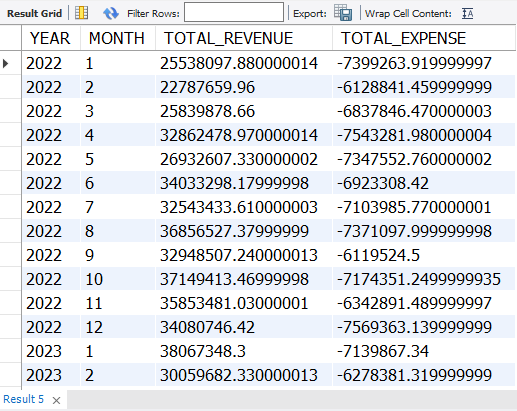 Result Grid Filter Rows: Export: Wrap Cell Content:
YEAR MONTH TOTAL_REVENUE TOTAL_EXPENSE
2022 1 25538097.880000014 -7399263.919999997
2022 2 22787659.96 -6128841.459999999
2022 3 25839878.66 -6837846.470000003
2022 4 32862478.970000014 -7543281.980000004
2022 5 26932607.330000002 -7347552.760000002
2022 6 34033298.17999998 -6923308.42
2022 7 32543433.610000003 -7103985.770000001
2022 8 36856527.37999999 -7371097.999999998
2022 9 32948507.240000013 -6119524.5
2022 10 37149413.46999998 -7174351.2499999935
2022 11 35853481.03000001 -6342891.489999997
2022 12 34080746.42 -7569363.139999999
2023 1 38067348.3 -7139867.34
2023 2 30059682.330000013 -6278381.319999999
Result 5